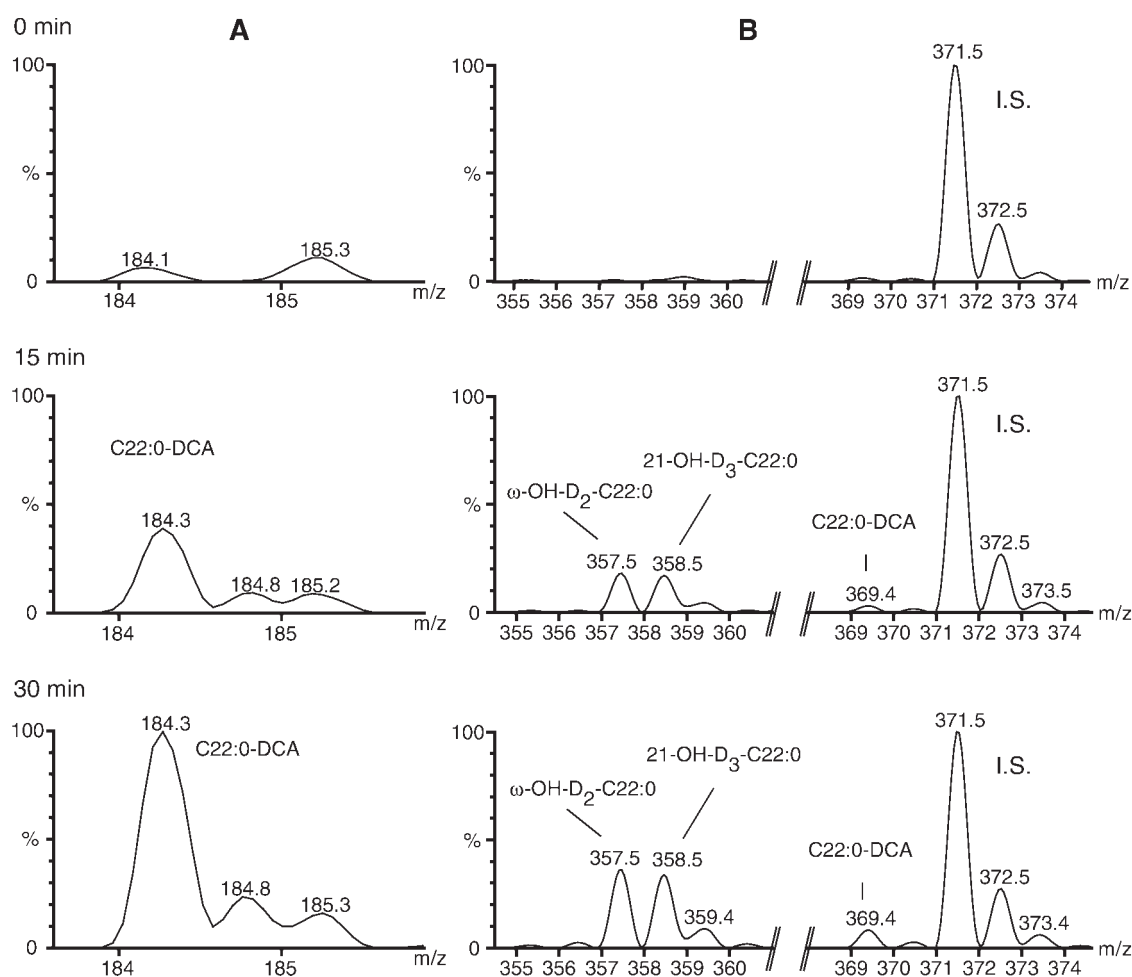 0 min
A
B
100
%
0
184.1
185.3
184
185
m/z
100
%
0
371.5
I.S.
372.5
355 356 357 358 359 360
369 370 371 372 373 374
m/z
15 min
100
%
0
C22:0-DCA
184.3
184.8
185.2
184
185
m/z
100
%
0
ω-OH-D2-C22:0
21-OH-D3-C22:0
357.5
358.5
C22:0-DCA
369.4
371.5
I.S.
372.5
373.5
355 356 357 358 359 360
369 370 371 372 373 374
m/z
30 min
100
%
0
184.3
C22:0-DCA
184.8
185.3
184
185
m/z
100
%
0
ω-OH-D2-C22:0
21-OH-D3-C22:0
357.5
358.5
359.4
C22:0-DCA
369.4
371.5
I.S.
372.5
373.4
355 356 357 358 359 360
369 370 371 372 373 374
m/z